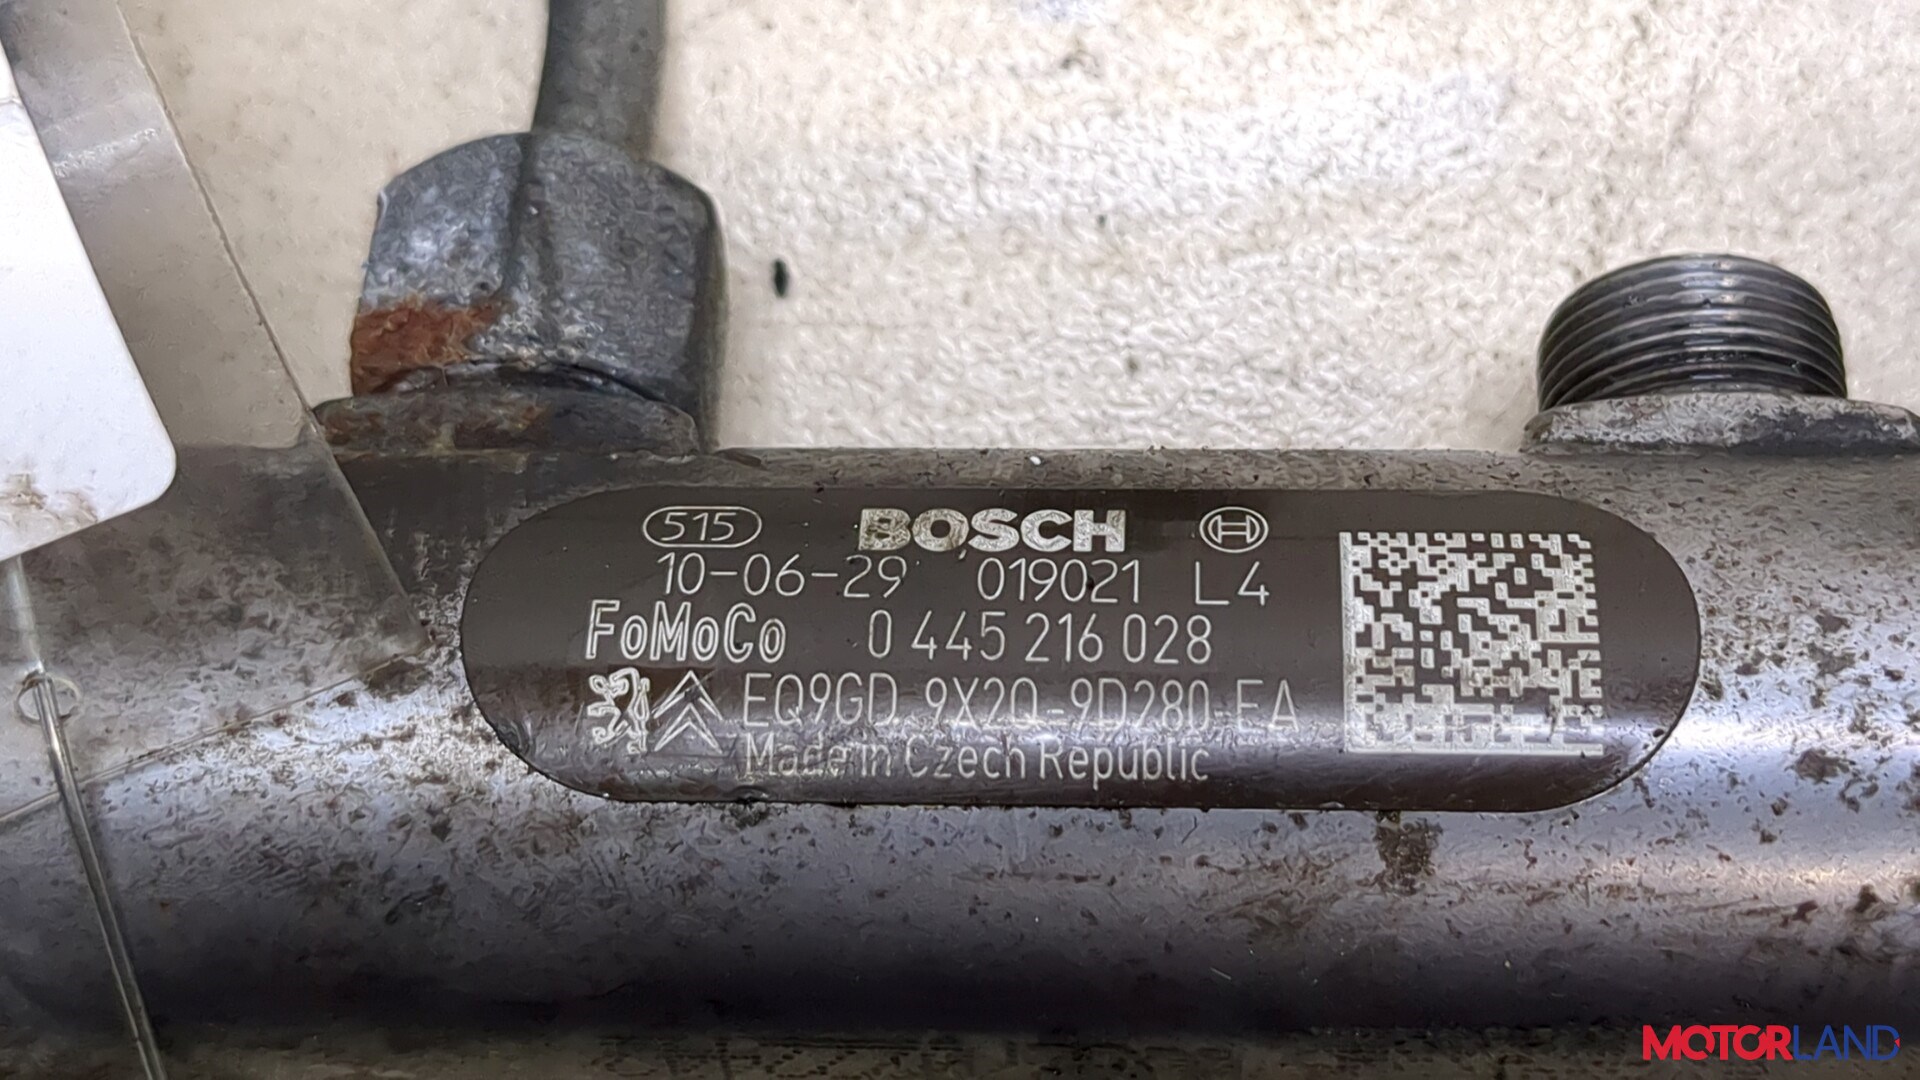 515 BOSCH
10-06-29 019021 L4
FoMoCo 0 445 216 028
EQ9GD 9X2Q-9D280-EA
Made in Czech Republic
MOTORLAND